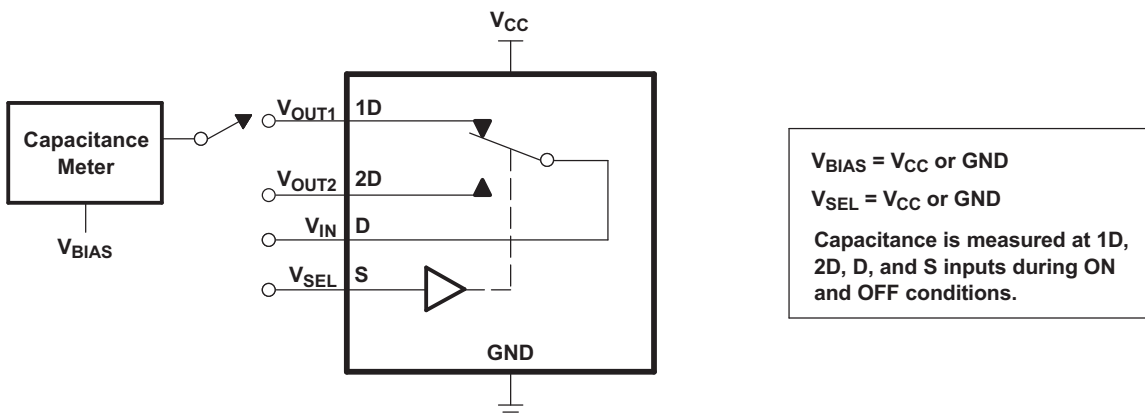 VCC
VOUT1 1D
Capacitance
Meter
VOUT2 2D
VIN D
VBIAS
VSEL S
GND
VBIAS = VCC or GND
VSEL = VCC or GND
Capacitance is measured at 1D,
2D, D, and S inputs during ON
and OFF conditions.